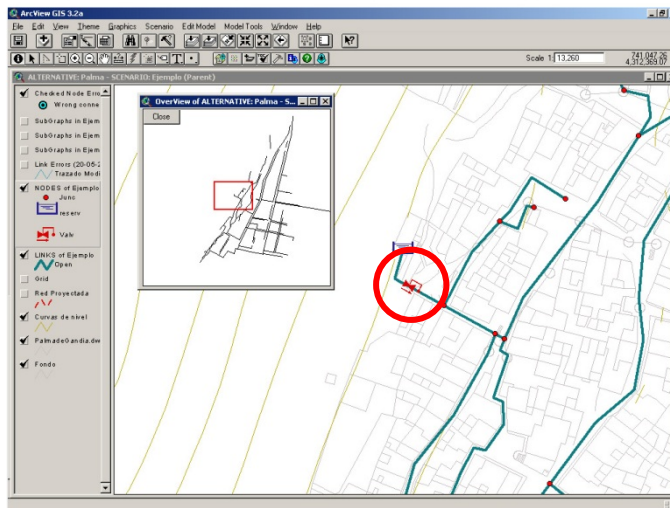 ArcView GIS 3.2a
File Edit View Theme Graphics Scenario Edit Model Model Tools Window Help
Scale 1: 13,260
741,047.26
4,312,369.07
ALTERNATIVE: Palma - SCENARIO: Ejemplo (Parent)
Checked Node Erro
Wrong conne
SubGraphs in Ejem
SubGraphs in Ejem
SubGraphs in Ejem
Link Errors (20-05-2
Trazado Modi
NODES of Ejemplo
Junc
reserv
Valv
LINKS of Ejemplo
Open
Grid
Red Proyectada
Curvas de nivel
PalmadeGandia.dw
Fondo
OverView of ALTERNATIVE: Palma - S...
Close